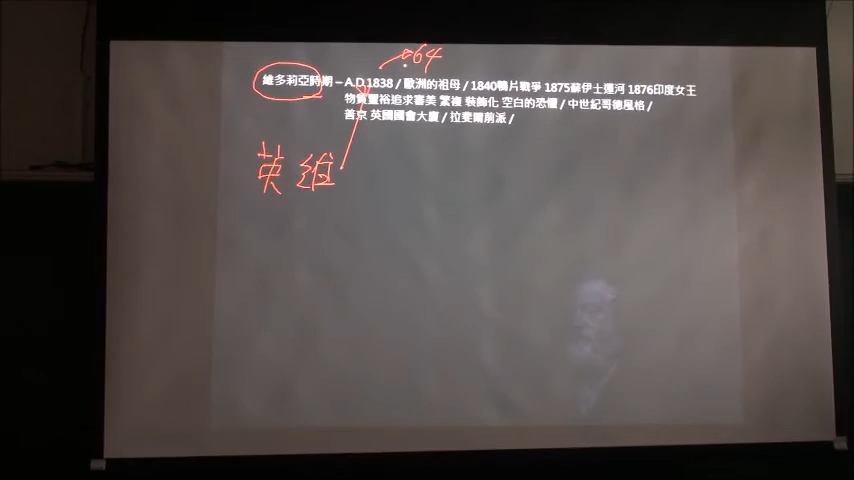 64
維多莉亞時期 – A.D.1838 / 歐洲的祖母 / 1840鴨片戰爭 1875蘇伊士運河 1876印度女王
物質豐裕追求審美 繁複 裝飾化 空白的恐懼 / 中世紀哥德風格 /
普京 英國國會大廈 / 拉斐爾前派 /
英 維